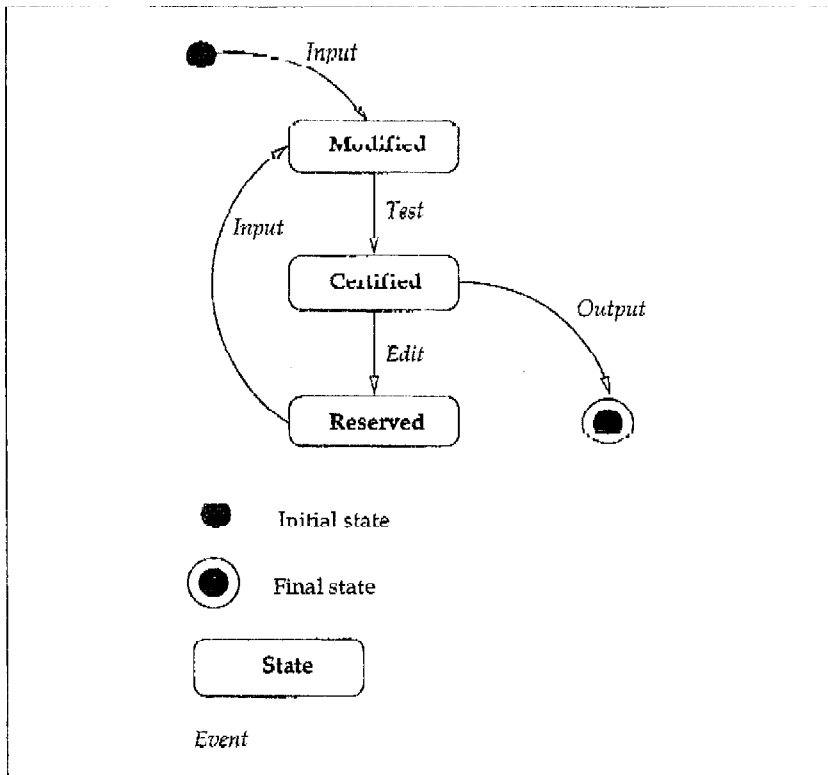 Input
Modified
Test
Input
Certified
Output
Edit
Reserved
Initial state
Final state
State
Event